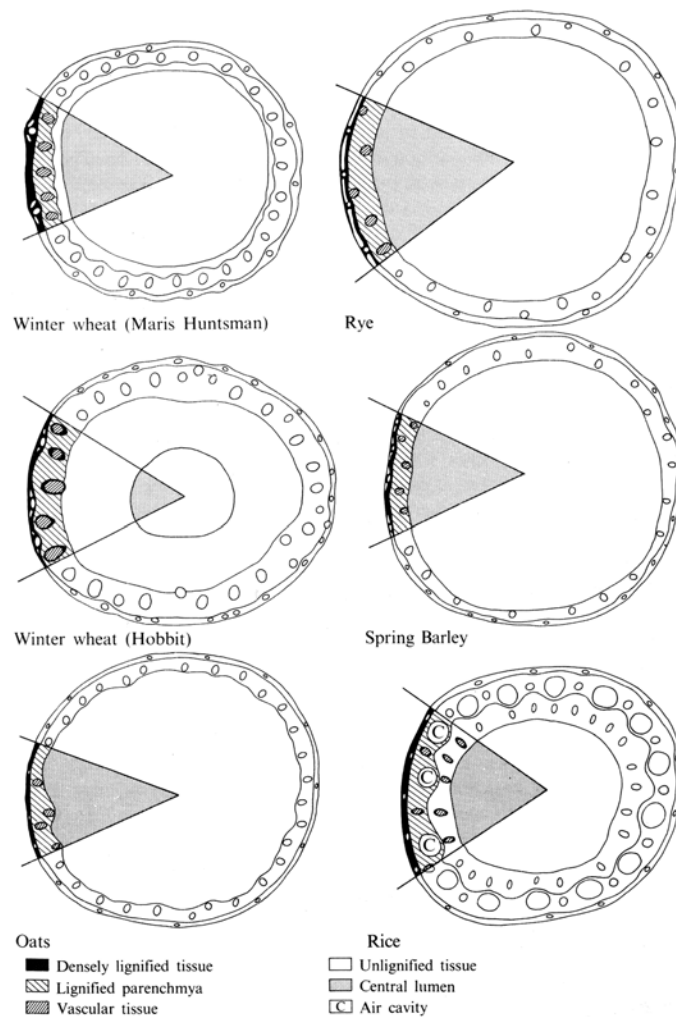 Winter wheat (Maris Huntsman)
Rye
Winter wheat (Hobbit)
Spring Barley
C
C
C
Oats
Rice
Densely lignified tissue
Lignified parenchmya
Vascular tissue
Unlignified tissue
Central lumen
C Air cavity